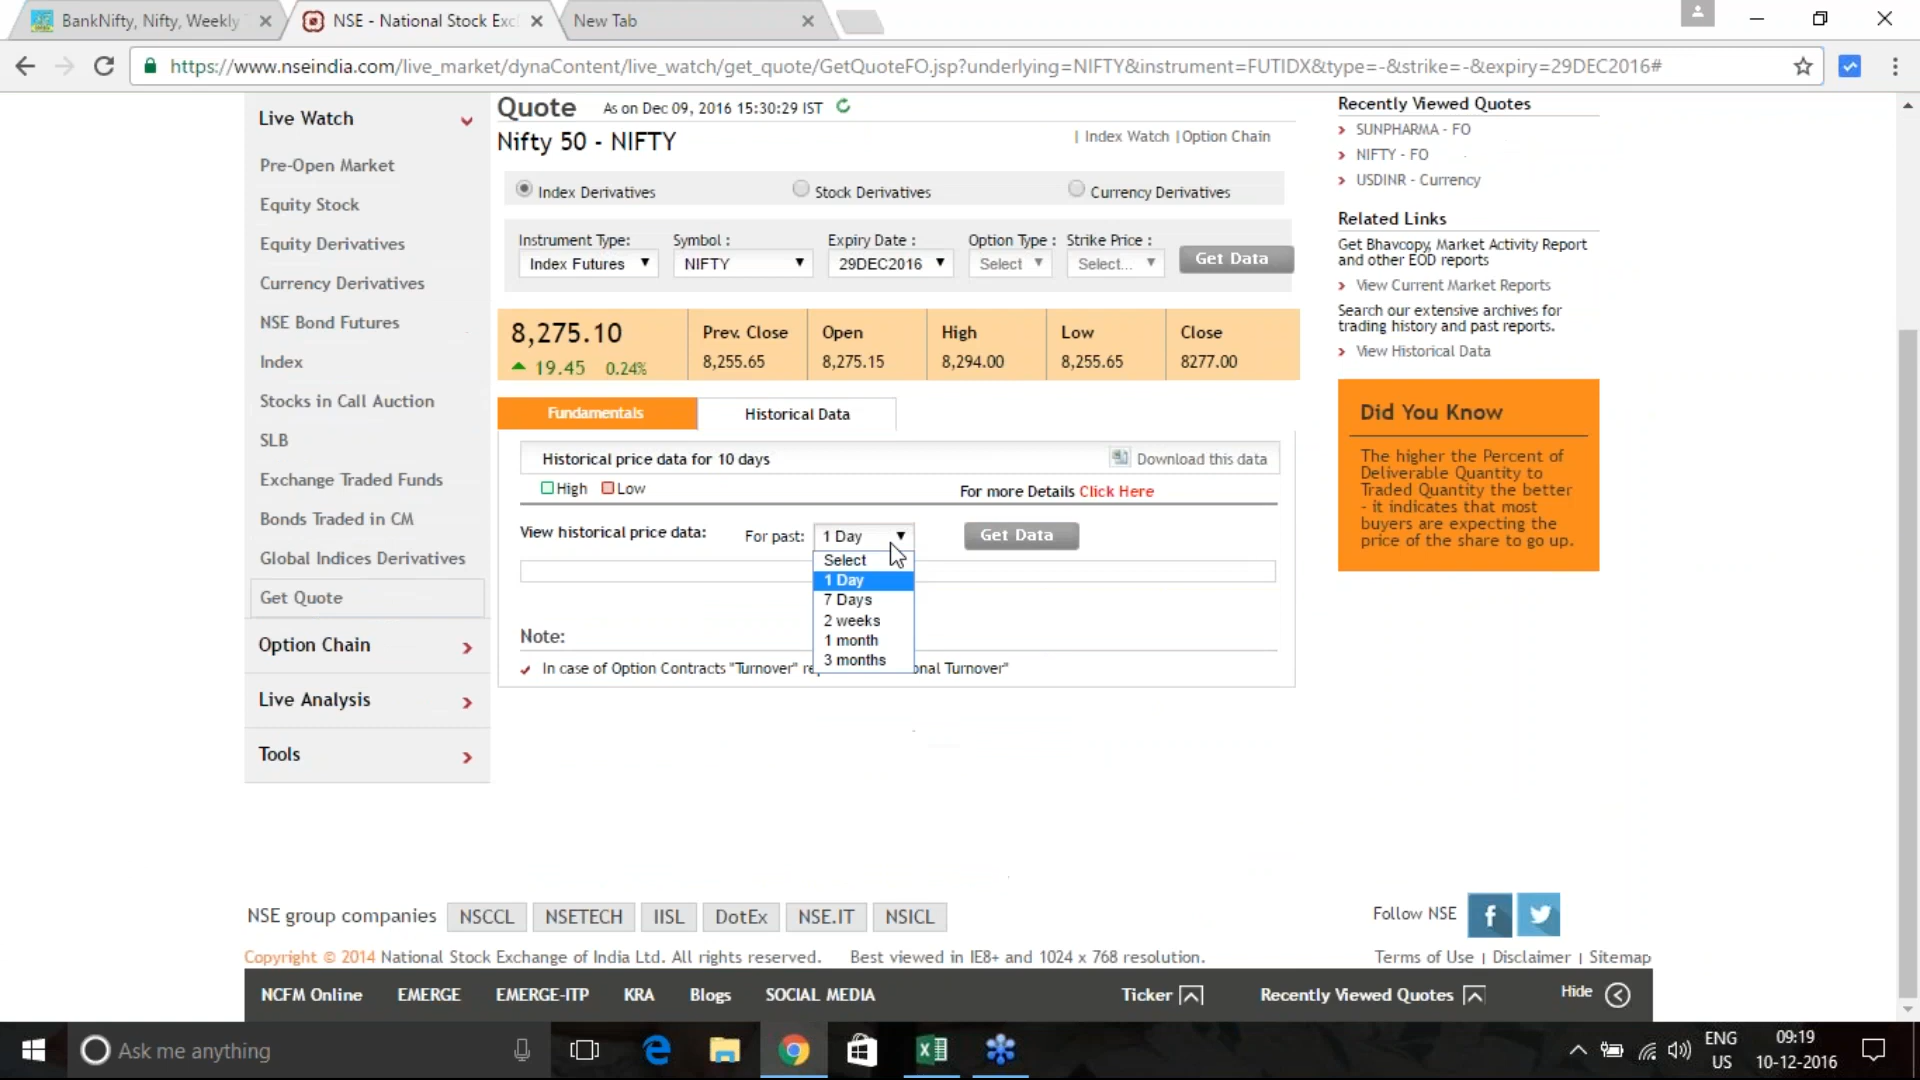 BankNifty, Nifty, Weekly
NSE - National Stock Exc
New Tab
https://www.nseindia.com/live_market/dynaContent/live_watch/get_quote/GetQuoteFO.jsp?underlying=NIFTY&instrument=FUTIDX&type=-&strike=-&expiry=29DEC2016#
Live Watch
Pre-Open Market
Equity Stock
Equity Derivatives
Currency Derivatives
NSE Bond Futures
Index
Stocks in Call Auction
SLB
Exchange Traded Funds
Bonds Traded in CM
Global Indices Derivatives
Get Quote
Option Chain
Live Analysis
Tools
Quote As on Dec 09, 2016 15:30:29 IST
Nifty 50 - NIFTY
| Index Watch |Option Chain
Index Derivatives Stock Derivatives Currency Derivatives
Instrument Type: Symbol : Expiry Date : Option Type : Strike Price :
Index Futures NIFTY 29DEC2016 Select Select... Get Data
8,275.10 Prev. Close Open High Low Close
19.45 0.24% 8,255.65 8,275.15 8,294.00 8,255.65 8277.00
Fundamentals Historical Data
Historical price data for 10 days Download this data
High Low For more Details Click Here
View historical price data: For past: 1 Day Get Data
Select
1 Day
7 Days
2 weeks
1 month
3 months
Note:
In case of Option Contracts "Turnover" re onal Turnover"
Recently Viewed Quotes
SUNPHARMA - FO
NIFTY - FO
USDINR - Currency
Related Links
Get Bhavcopy, Market Activity Report
and other EOD reports
View Current Market Reports
Search our extensive archives for
trading history and past reports.
View Historical Data
Did You Know
The higher the Percent of
Deliverable Quantity to
Traded Quantity the better
- it indicates that most
buyers are expecting the
price of the share to go up.
NSE group companies NSCCL NSETECH IISL DotEx NSE.IT NSICL
Follow NSE
Copyright © 2014 National Stock Exchange of India Ltd. All rights reserved. Best viewed in IE8+ and 1024 x 768 resolution.
Terms of Use | Disclaimer | Sitemap
NCFM Online EMERGE EMERGE-ITP KRA Blogs SOCIAL MEDIA Ticker Recently Viewed Quotes Hide
Ask me anything
ENG
US
09:19
10-12-2016